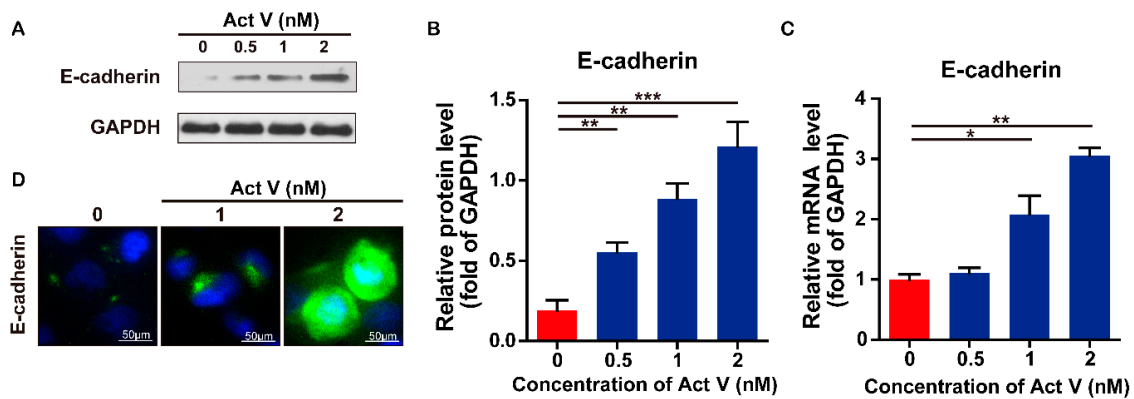 A
Act V (nM)
0 0.5 1 2
E-cadherin
GAPDH
D
Act V (nM)
0 1 2
E-cadherin
50μm 50μm 50μm
B
E-cadherin
Relative protein level
(fold of GAPDH)
1.5
1.0
0.5
0.0
***
**
**
0 0.5 1 2
Concentration of Act V (nM)
C
E-cadherin
Relative mRNA level
(fold of GAPDH)
4
3
2
1
0
**
*
0 0.5 1 2
Concentration of Act V (nM)